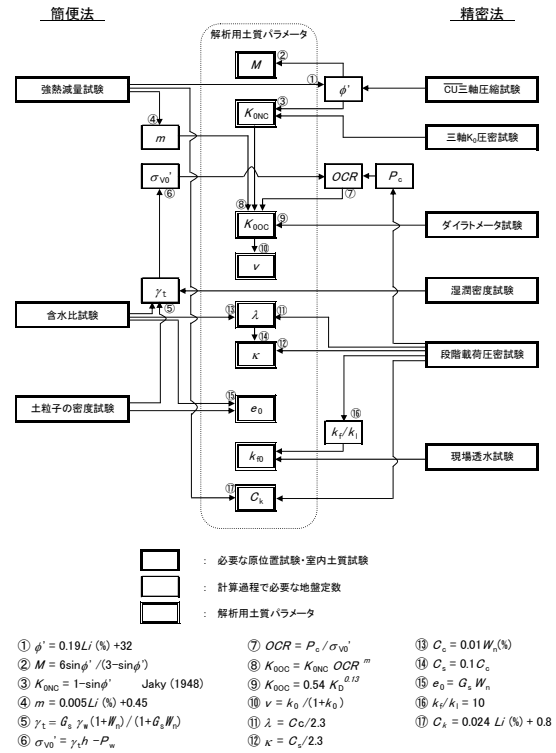 簡便法
精密法
解析用土質パラメータ
② M
強熱減量試験
① φ'
CU三軸圧縮試験
③ K0NC
三軸K0圧密試験
④ m
σV0'
⑥
OCR
⑦
Pc
⑧ K0OC ⑨
ダイラトメータ試験
⑩ ν
γt
⑤
湿潤密度試験
含水比試験
⑬ λ ⑪
⑭ κ ⑫
段階載荷圧密試験
土粒子の密度試験
⑮ e0
⑯
kf/kl
kf0
現場透水試験
⑰ Ck
： 必要な原位置試験・室内土質試験
： 計算過程で必要な地盤定数
： 解析用土質パラメータ
① φ' = 0.19Li (%) +32
② M = 6sinφ' /(3-sinφ')
③ K0NC = 1-sinφ' Jaky (1948)
④ m = 0.005Li (%) +0.45
⑤ γt = Gs γw (1+Wn) /(1+Gs Wn)
⑥ σV0' = γt h -Pw
⑦ OCR = Pc /σV0'
⑧ K0OC = K0NC OCR m
⑨ K0OC = 0.54 KD 0.13
⑩ ν = k0 /(1+k0)
⑪ λ = Cc/2.3
⑫ κ = Cs/2.3
⑬ Cc = 0.01Wn(%)
⑭ Cs = 0.1Cc
⑮ e0 = Gs Wn
⑯ kf/kl = 10
⑰ Ck = 0.024 Li (%) + 0.8